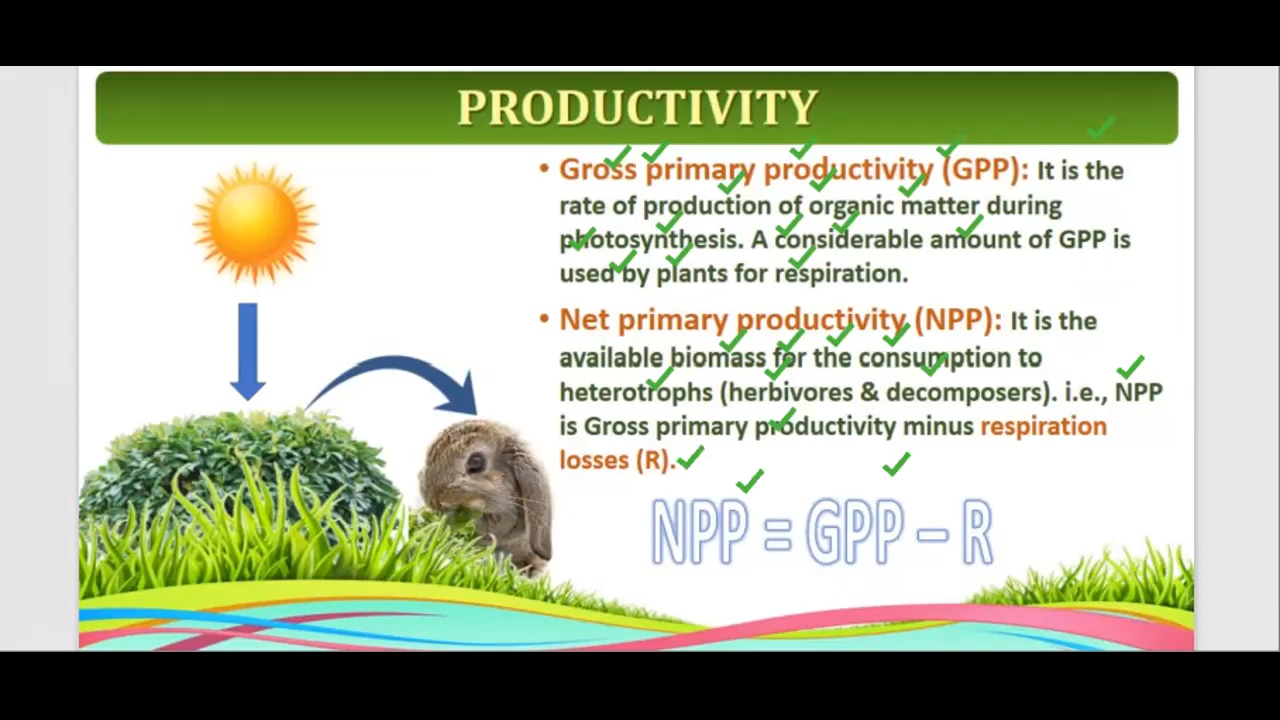 PRODUCTIVITY
• Gross primary productivity (GPP): It is the
rate of production of organic matter during
photosynthesis. A considerable amount of GPP is
used by plants for respiration.
• Net primary productivity (NPP): It is the
available biomass for the consumption to
heterotrophs (herbivores & decomposers). i.e., NPP
is Gross primary productivity minus respiration
losses (R).
NPP = GPP – R